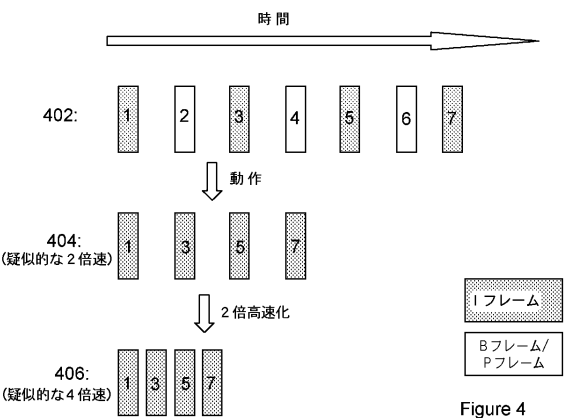 時間
402:
1 2 3 4 5 6 7
動作
404:
(疑似的な2倍速)
1 3 5 7
2倍高速化
406:
(疑似的な4倍速)
1 3 5 7
Iフレーム
Bフレーム/
Pフレーム
Figure 4